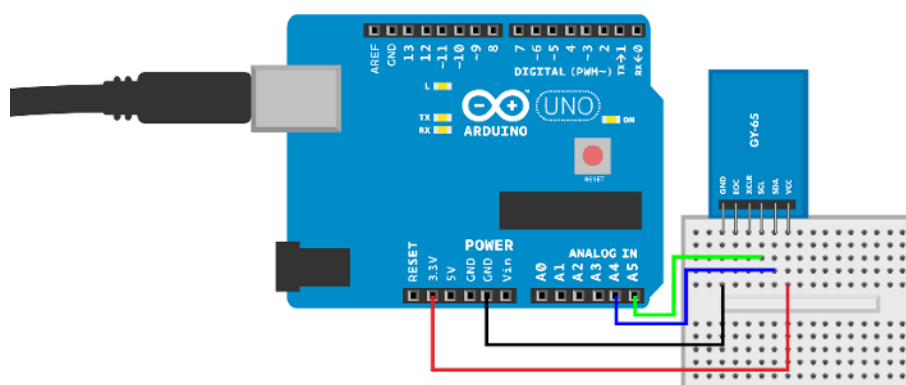 AREF
GND
13
12
~11
~10
~9
8
7
~6
~5
4
~3
2
TX→1
RX←0
DIGITAL (PWM~)
L
TX
RX
ARDUINO
UNO
™
ON
RESET
POWER
ANALOG IN
RESET
3.3V
5V
GND
GND
Vin
A0
A1
A2
A3
A4
A5
GY-65
GND
EOC
XCLR
SCL
SDA
VCC